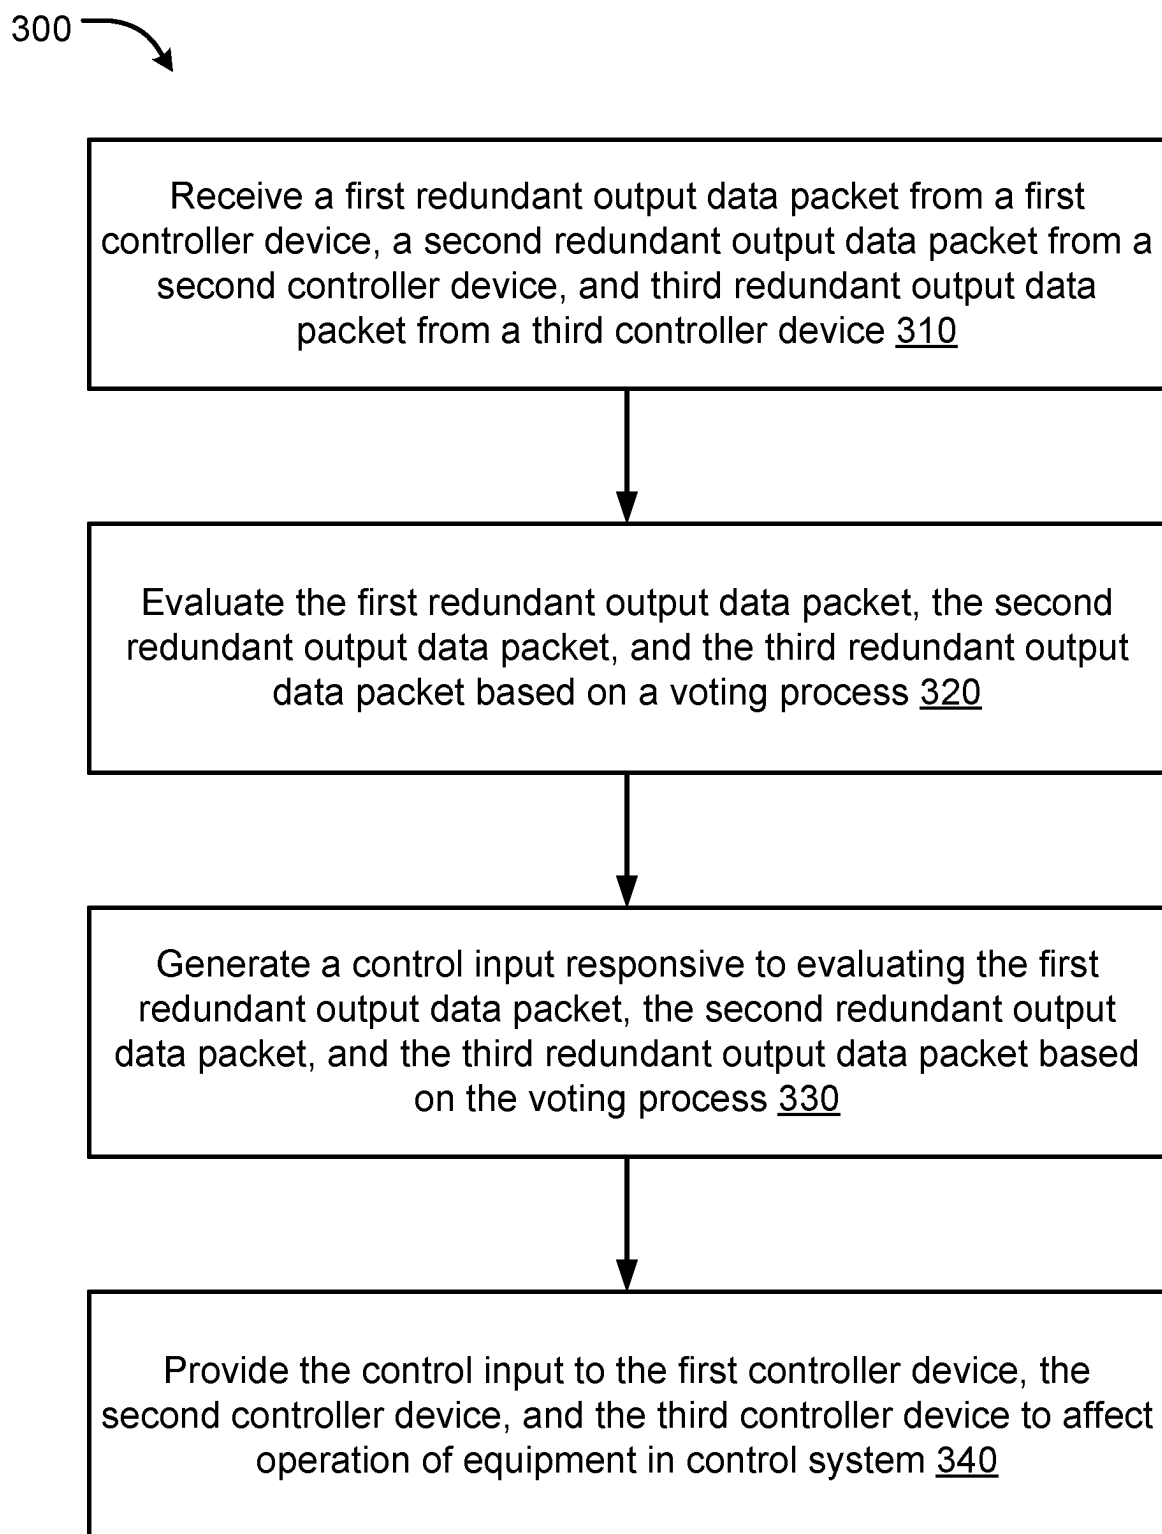 300
Receive a first redundant output data packet from a first
controller device, a second redundant output data packet from a
second controller device, and third redundant output data
packet from a third controller device 310
Evaluate the first redundant output data packet, the second
redundant output data packet, and the third redundant output
data packet based on a voting process 320
Generate a control input responsive to evaluating the first
redundant output data packet, the second redundant output
data packet, and the third redundant output data packet based
on the voting process 330
Provide the control input to the first controller device, the
second controller device, and the third controller device to affect
operation of equipment in control system 340